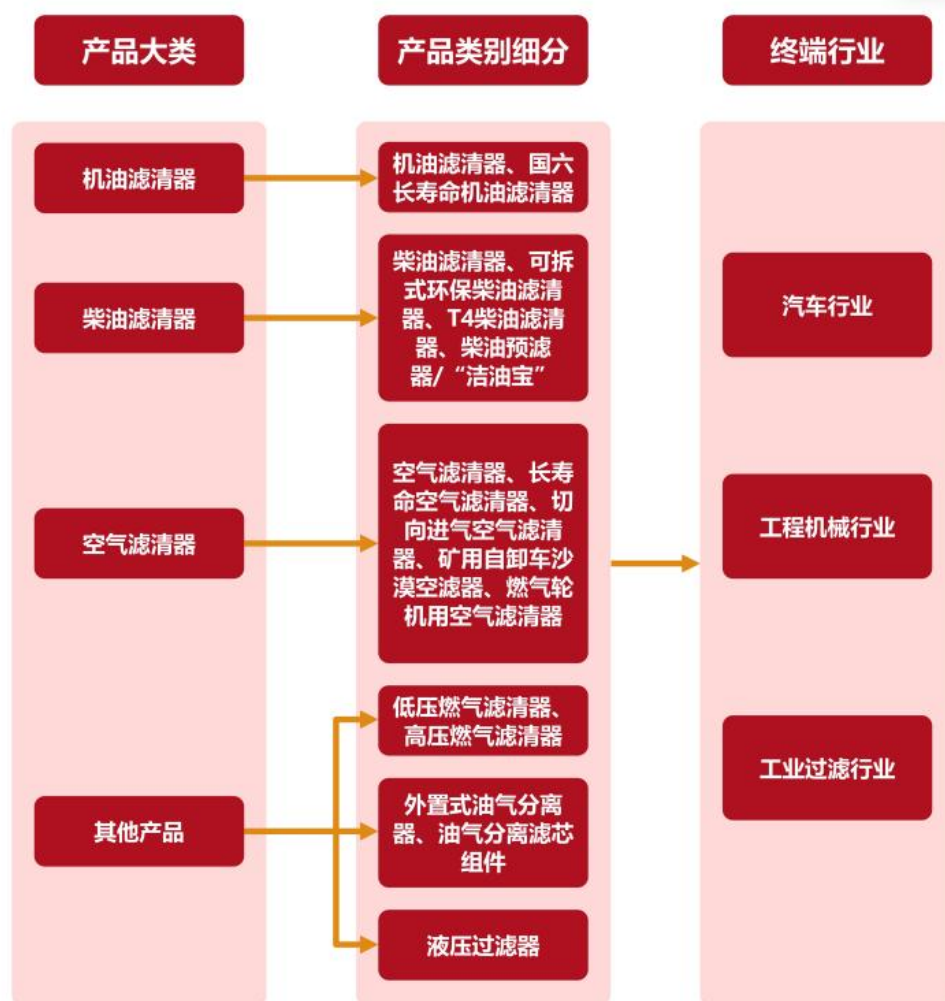 产品大类
产品类别细分
终端行业
机油滤清器
机油滤清器、国六
长寿命机油滤清器
柴油滤清器
柴油滤清器、可拆
式环保柴油滤清
器、T4柴油滤清
器、柴油预滤
器/“洁油宝”
空气滤清器
空气滤清器、长寿
命空气滤清器、切
向进气空气滤清
器、矿用自卸车沙
漠空滤器、燃气轮
机用空气滤清器
其他产品
低压燃气滤清器、
高压燃气滤清器
外置式油气分离
器、油气分离滤芯
组件
液压过滤器
汽车行业
工程机械行业
工业过滤行业